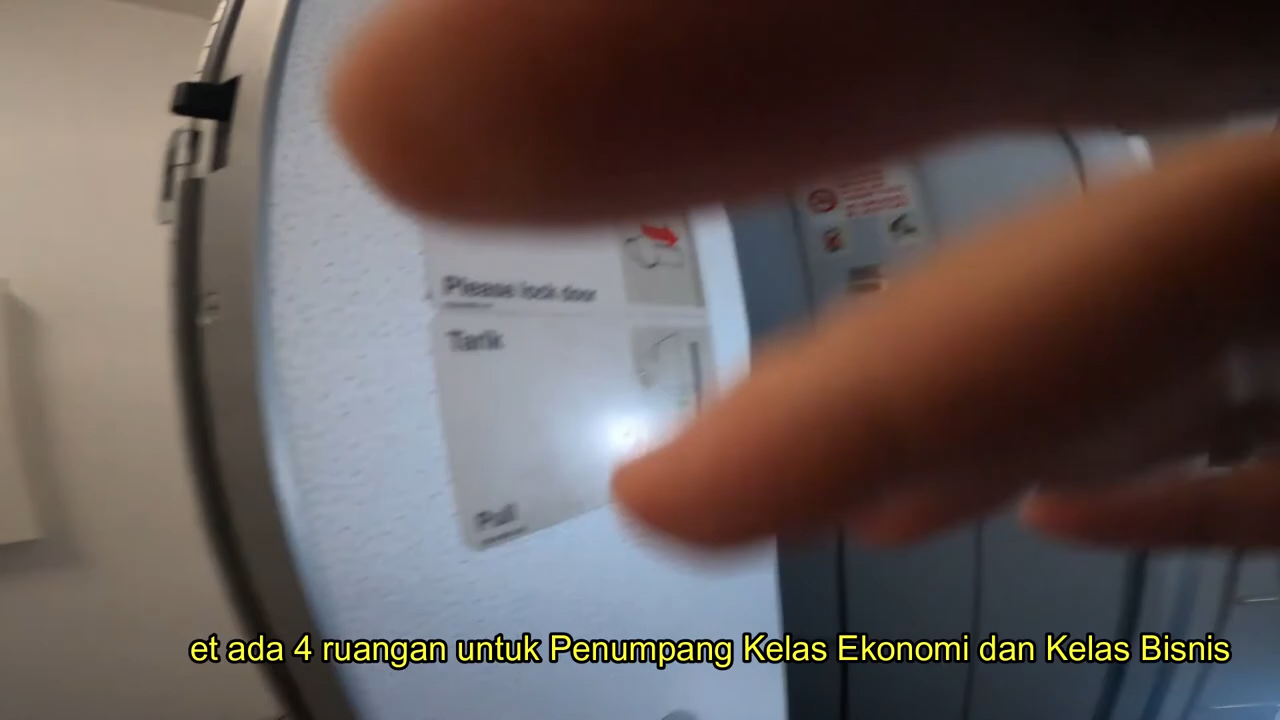 Please lock door
Tarik
Pull
et ada 4 ruangan untuk Penumpang Kelas Ekonomi dan Kelas Bisnis